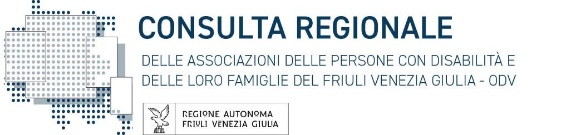 CONSULTA REGIONALE
DELLE ASSOCIAZIONI DELLE PERSONE CON DISABILITÀ E
DELLE LORO FAMIGLIE DEL FRIULI VENEZIA GIULIA - ODV
REGIONE AUTONOMA
FRIULI VENEZIA GIULIA